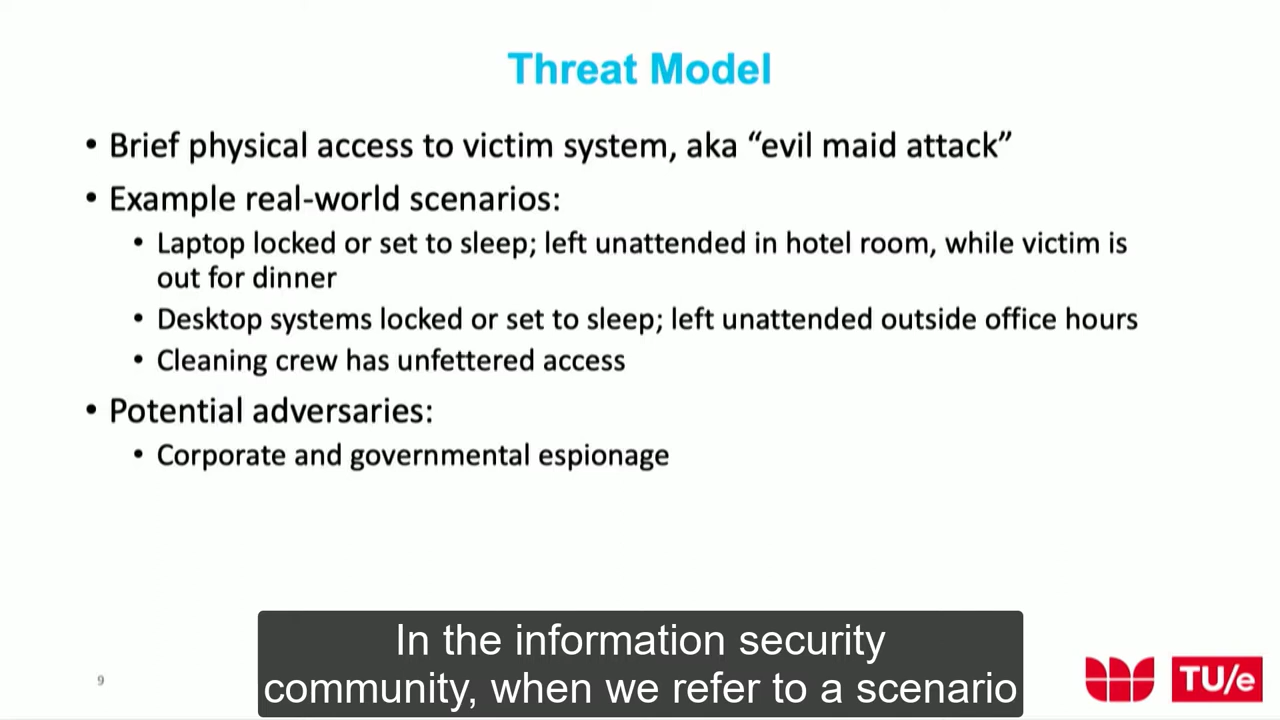 Threat Model
• Brief physical access to victim system, aka “evil maid attack”
• Example real-world scenarios:
• Laptop locked or set to sleep; left unattended in hotel room, while victim is
out for dinner
• Desktop systems locked or set to sleep; left unattended outside office hours
• Cleaning crew has unfettered access
• Potential adversaries:
• Corporate and governmental espionage
In the information security
community, when we refer to a scenario
9
TU/e